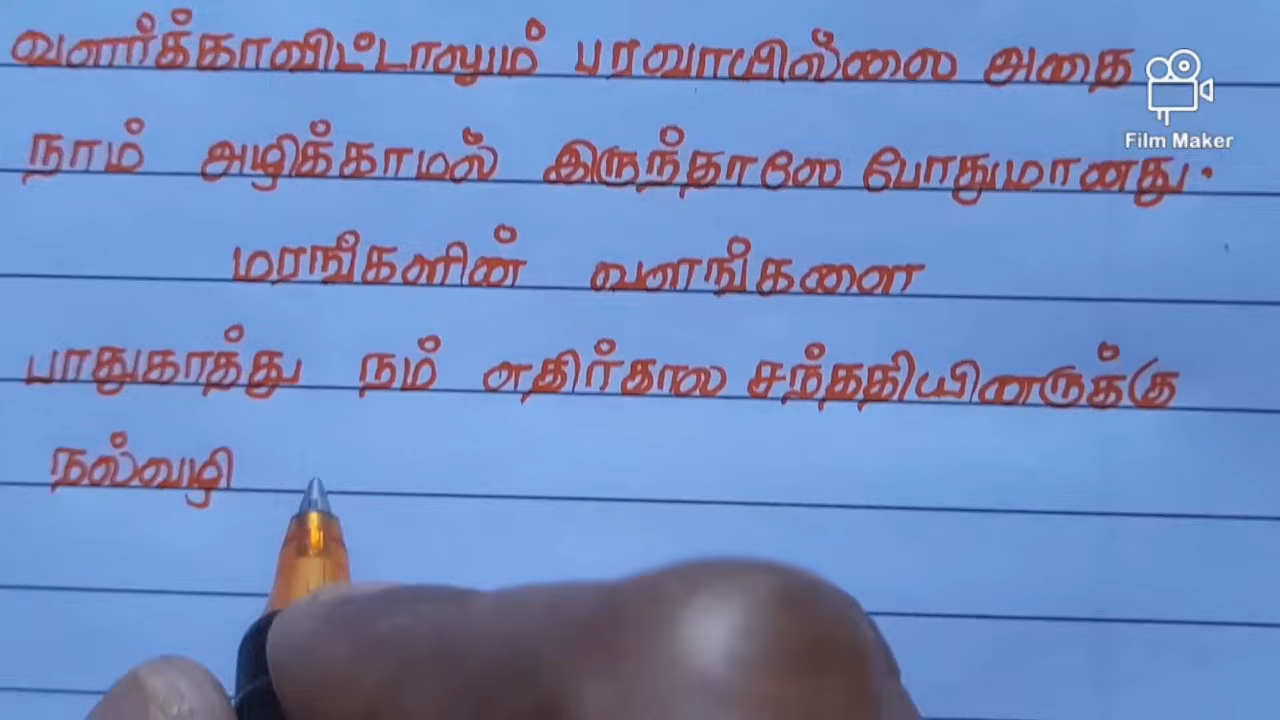 வளர்க்காவிட்டாலும் பரவாயில்லை அதை
நாம் அழிக்காமல் இருந்தாலே போதுமானது.
மரங்களின் வளங்களை
பாதுகாத்து நம் எதிர்கால சந்ததியினருக்கு
நல்வழி
Film Maker